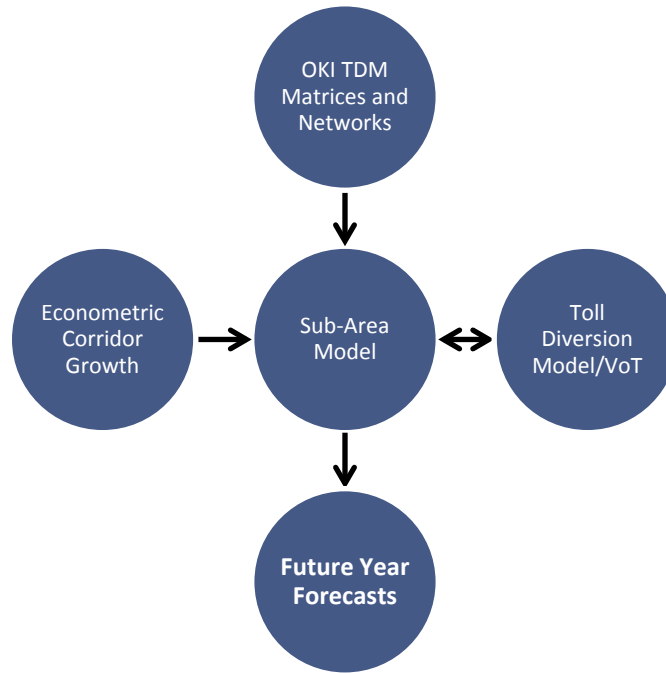 OKI TDM
Matrices and
Networks
Econometric
Corridor
Growth
Sub-Area
Model
Toll
Diversion
Model/VoT
Future Year
Forecasts